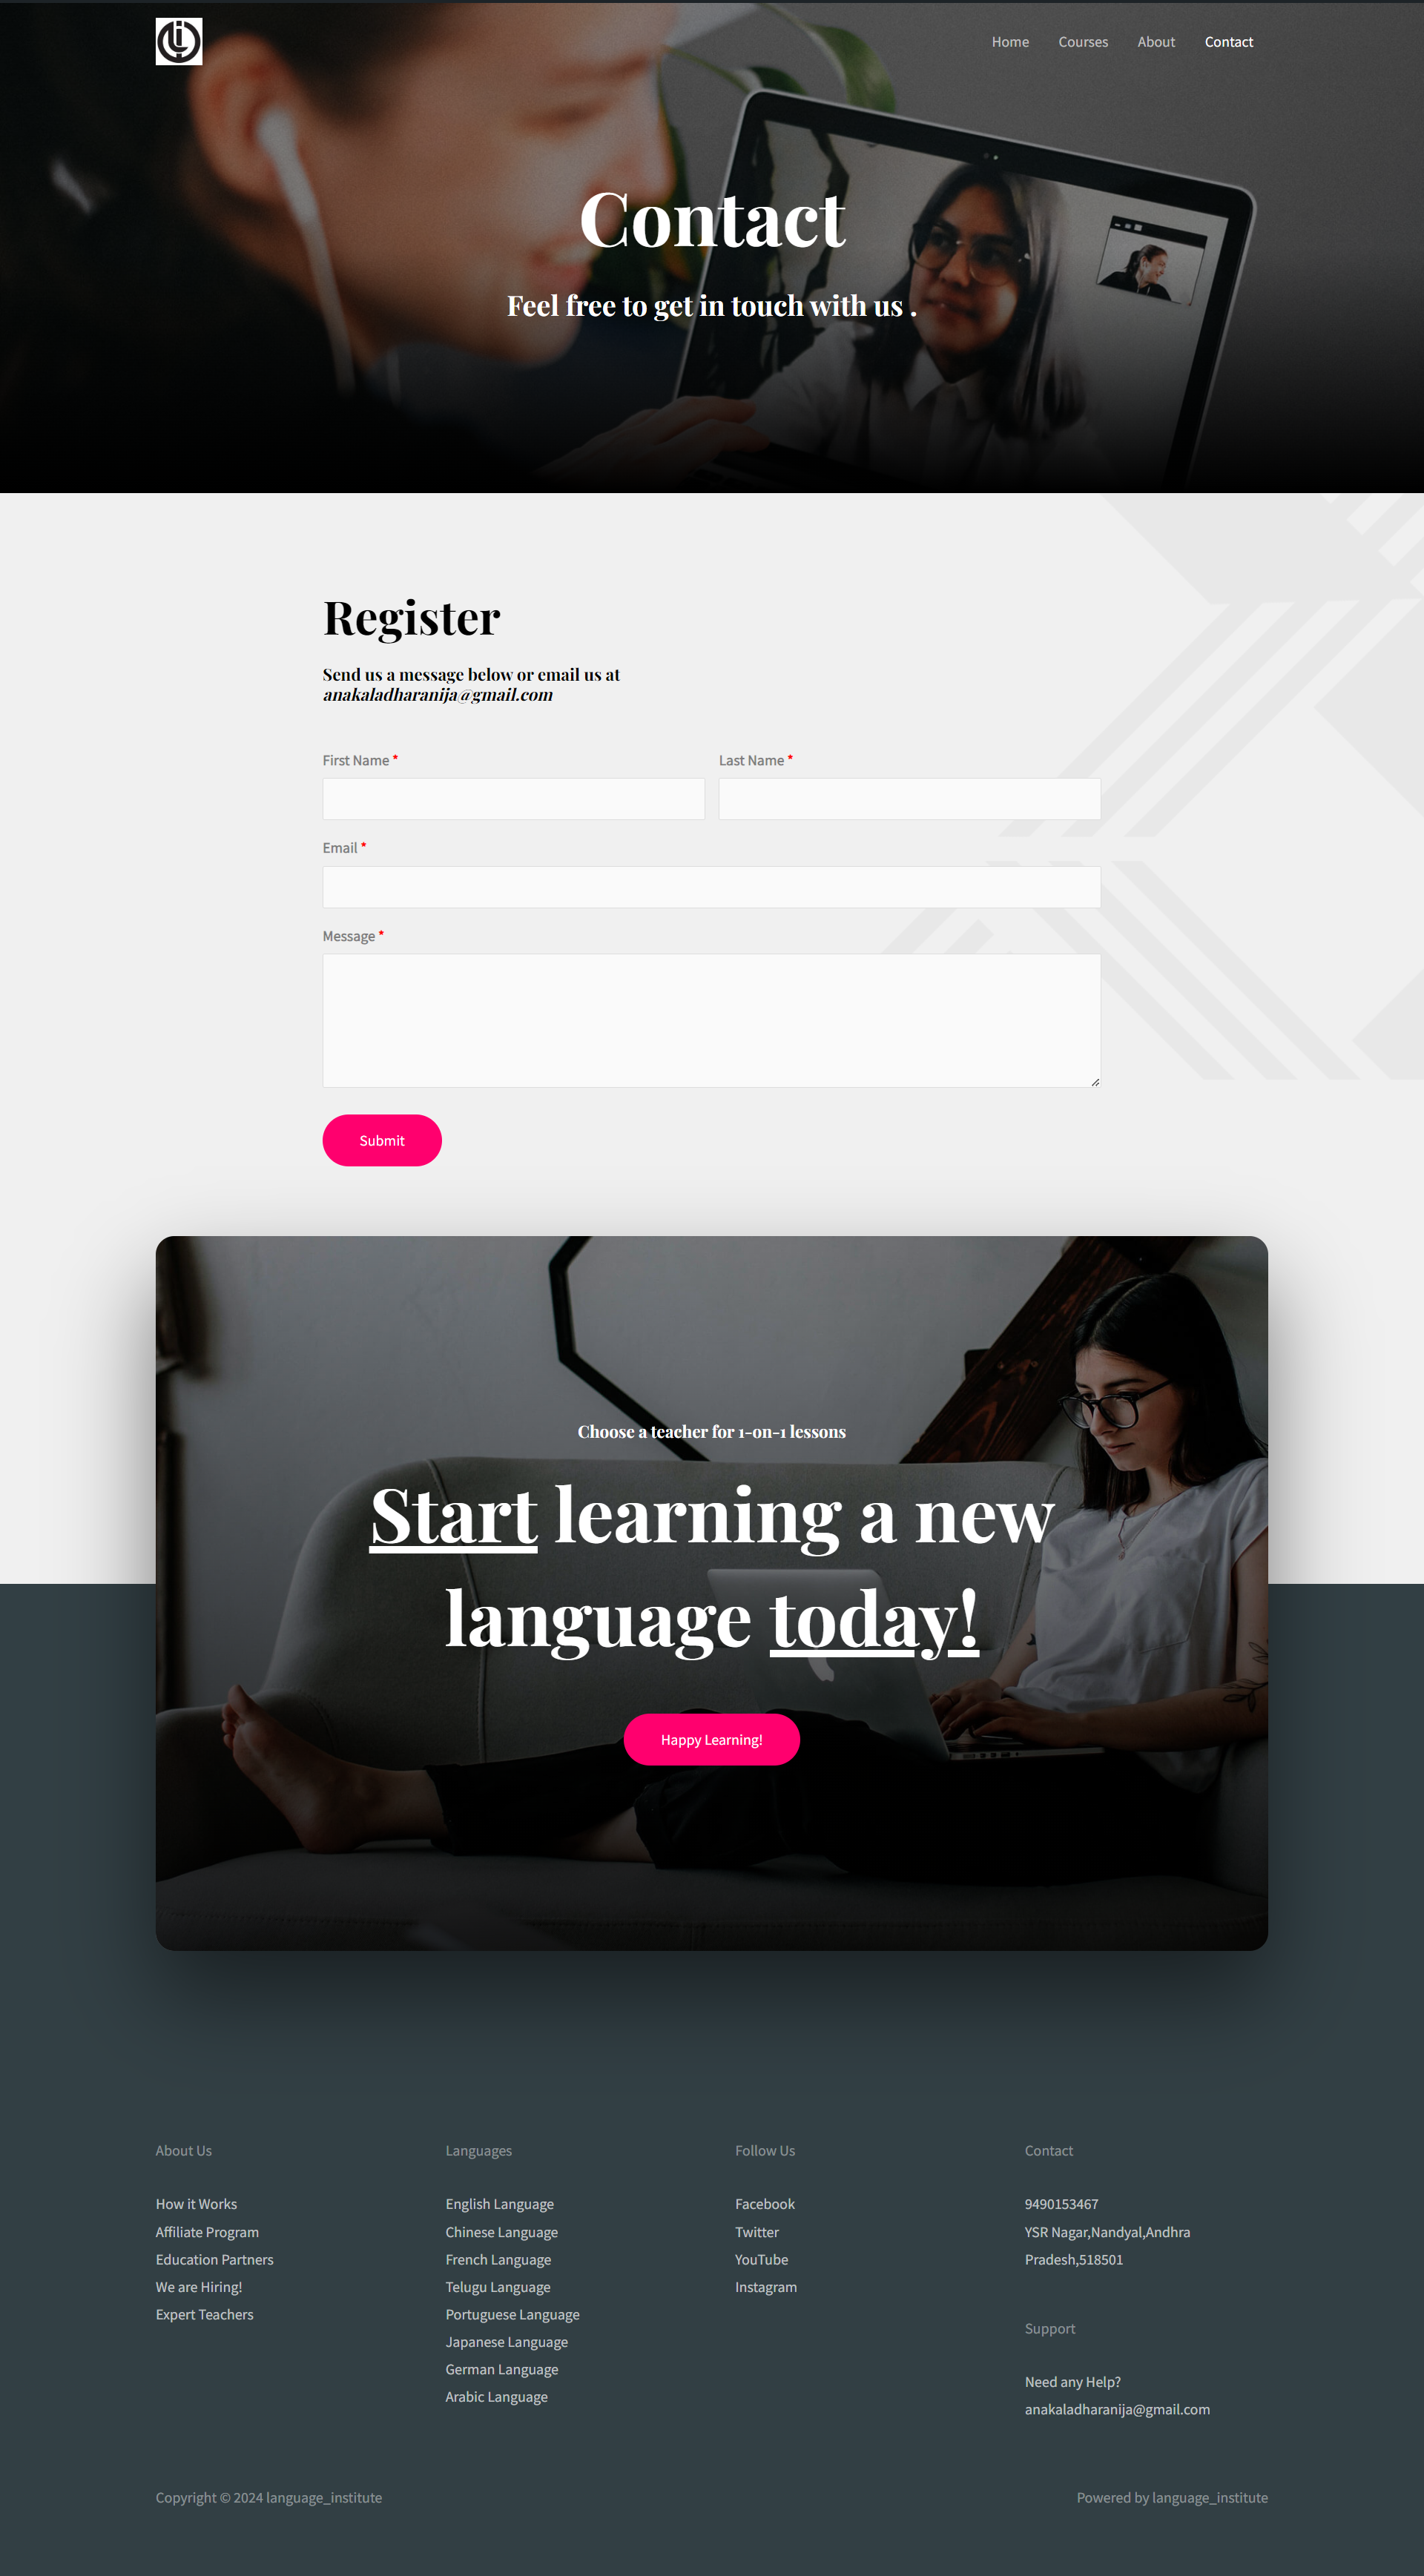 Home Courses About Contact
Contact
Feel free to get in touch with us .
Register
Send us a message below or email us at
anakaladharanija@gmail.com
First Name *
Last Name *
Email *
Message *
Submit
Choose a teacher for 1-on-1 lessons
Start learning a new
language today!
Happy Learning!
About Us
How it Works
Affiliate Program
Education Partners
We are Hiring!
Expert Teachers
Languages
English Language
Chinese Language
French Language
Telugu Language
Portuguese Language
Japanese Language
German Language
Arabic Language
Follow Us
Facebook
Twitter
YouTube
Instagram
Contact
9490153467
YSR Nagar,Nandyal,Andhra
Pradesh,518501
Support
Need any Help?
anakaladharanija@gmail.com
Copyright © 2024 language_institute
Powered by language_institute